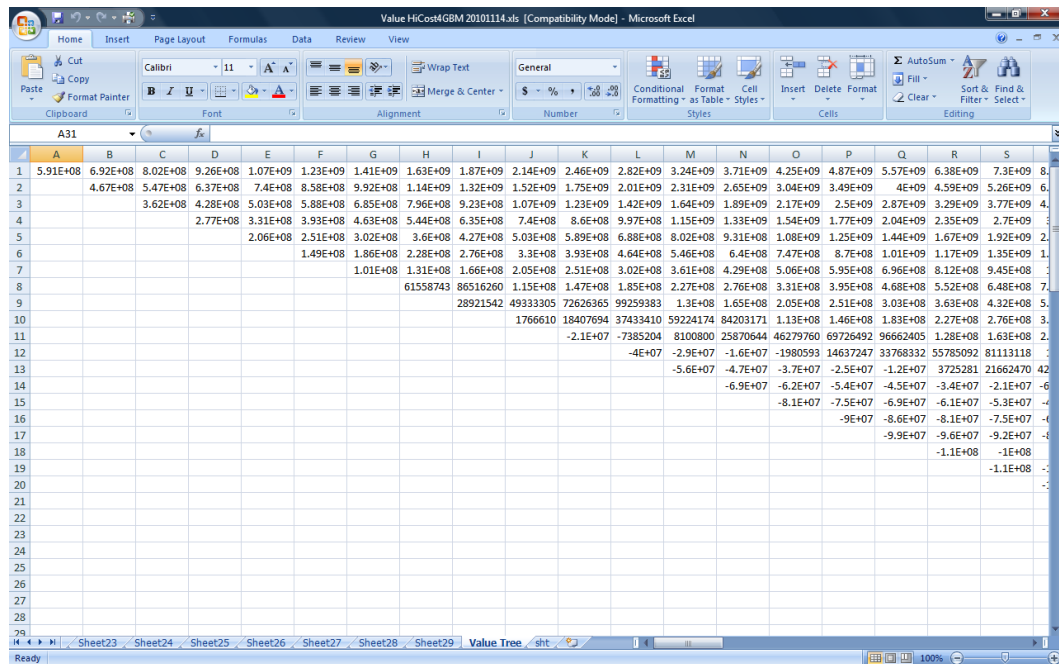 Value HiCost4GBM 20101114.xls [Compatibility Mode] - Microsoft Excel
Home Insert Page Layout Formulas Data Review View
Cut
Copy
Format Painter
Paste
Clipboard
Calibri 11 A A
B I U A
Font
Wrap Text
Merge & Center
Alignment
General
$ % , .0 .00 .00 .0
Number
Conditional Formatting
Format as Table
Cell Styles
Styles
Insert Delete Format
Cells
Σ AutoSum
Fill
Clear
Sort & Filter
Find & Select
Editing
A31 fx
A B C D E F G H I J K L M N O P Q R S
1 5.91E+08 6.92E+08 8.02E+08 9.26E+08 1.07E+09 1.23E+09 1.41E+09 1.63E+09 1.87E+09 2.14E+09 2.46E+09 2.82E+09 3.24E+09 3.71E+09 4.25E+09 4.87E+09 5.57E+09 6.38E+09 7.3E+09 8.
2 4.67E+08 5.47E+08 6.37E+08 7.4E+08 8.58E+08 9.92E+08 1.14E+09 1.32E+09 1.52E+09 1.75E+09 2.01E+09 2.31E+09 2.65E+09 3.04E+09 3.49E+09 4E+09 4.59E+09 5.26E+09 6.
3 3.62E+08 4.28E+08 5.03E+08 5.88E+08 6.85E+08 7.96E+08 9.23E+08 1.07E+09 1.23E+09 1.42E+09 1.64E+09 1.89E+09 2.17E+09 2.5E+09 2.87E+09 3.29E+09 3.77E+09 4.
4 2.77E+08 3.31E+08 3.93E+08 4.63E+08 5.44E+08 6.35E+08 7.4E+08 8.6E+08 9.97E+08 1.15E+09 1.33E+09 1.54E+09 1.77E+09 2.04E+09 2.35E+09 2.7E+09
5 2.06E+08 2.51E+08 3.02E+08 3.6E+08 4.27E+08 5.03E+08 5.89E+08 6.88E+08 8.02E+08 9.31E+08 1.08E+09 1.25E+09 1.44E+09 1.67E+09 1.92E+09 2.
6 1.49E+08 1.86E+08 2.28E+08 2.76E+08 3.3E+08 3.93E+08 4.64E+08 5.46E+08 6.4E+08 7.47E+08 8.7E+08 1.01E+09 1.17E+09 1.35E+09 1.
7 1.01E+08 1.31E+08 1.66E+08 2.05E+08 2.51E+08 3.02E+08 3.61E+08 4.29E+08 5.06E+08 5.95E+08 6.96E+08 8.12E+08 9.45E+08
8 61558743 86516260 1.15E+08 1.47E+08 1.85E+08 2.27E+08 2.76E+08 3.31E+08 3.95E+08 4.68E+08 5.52E+08 6.48E+08 7.
9 28921542 49333305 72626365 99259383 1.3E+08 1.65E+08 2.05E+08 2.51E+08 3.03E+08 3.63E+08 4.32E+08 5.
10 1766610 18407694 37433410 59224174 84203171 1.13E+08 1.46E+08 1.83E+08 2.27E+08 2.76E+08 3.
11 -2.1E+07 -7385204 8100800 25870644 46279760 69726492 96662405 1.28E+08 1.63E+08 2.
12 -4E+07 -2.9E+07 -1.6E+07 -1980593 14637247 33768332 55785092 81113118
13 -5.6E+07 -4.7E+07 -3.7E+07 -2.5E+07 -1.2E+07 3725281 21662470 42
14 -6.9E+07 -6.2E+07 -5.4E+07 -4.5E+07 -3.4E+07 -2.1E+07
15 -8.1E+07 -7.5E+07 -6.9E+07 -6.1E+07 -5.3E+07
16 -9E+07 -8.6E+07 -8.1E+07 -7.5E+07
17 -9.9E+07 -9.6E+07 -9.2E+07
18 -1.1E+08 -1E+08
19 -1.1E+08
20
21
22
23
24
25
26
27
28
29
Sheet23 Sheet24 Sheet25 Sheet26 Sheet27 Sheet28 Sheet29 Value Tree sht
Ready 100%